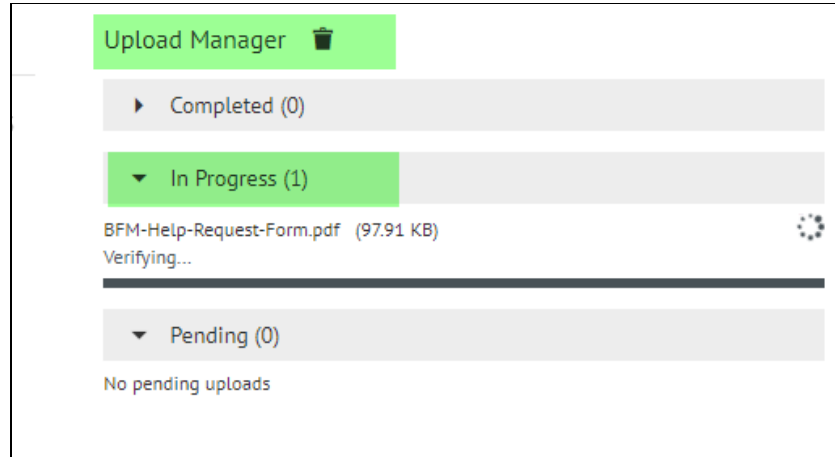 Upload Manager
Completed (0)
In Progress (1)
BFM-Help-Request-Form.pdf (97.91 KB)
Verifying...
Pending (0)
No pending uploads